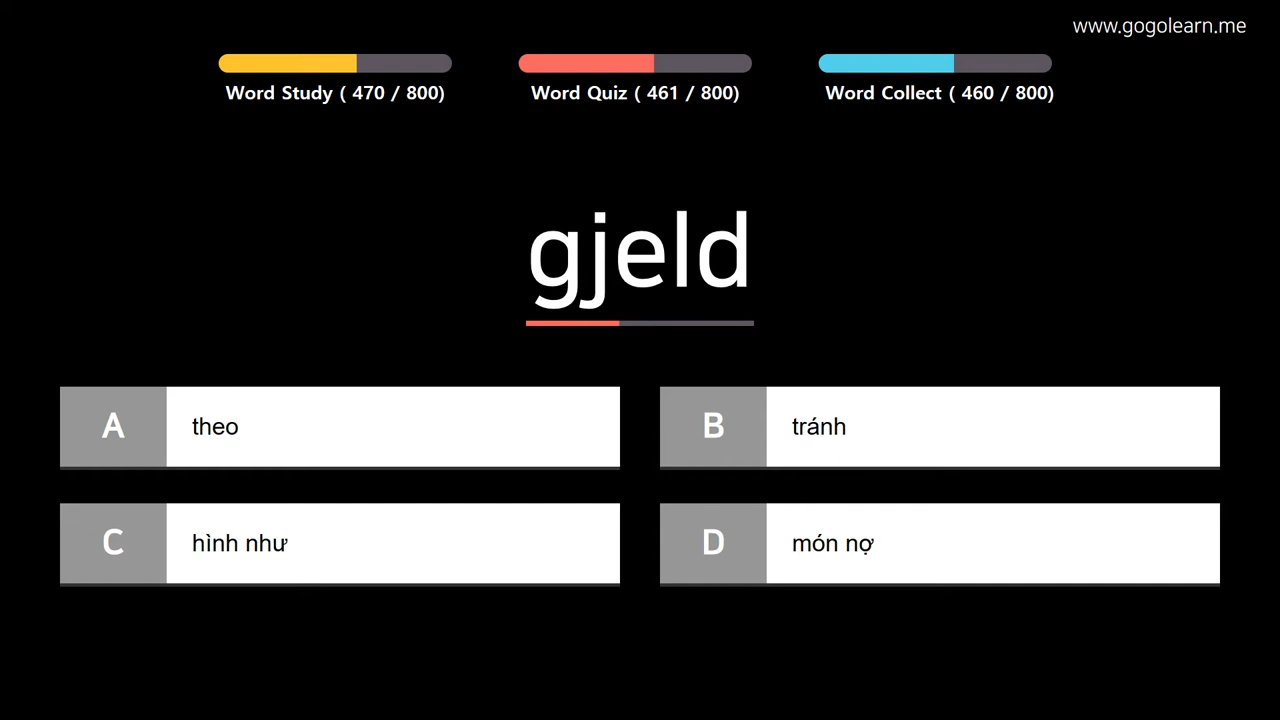 www.gogolearn.me
Word Study ( 470 / 800)
Word Quiz ( 461 / 800)
Word Collect ( 460 / 800)
gjeld
A theo
B tránh
C hình như
D món nợ